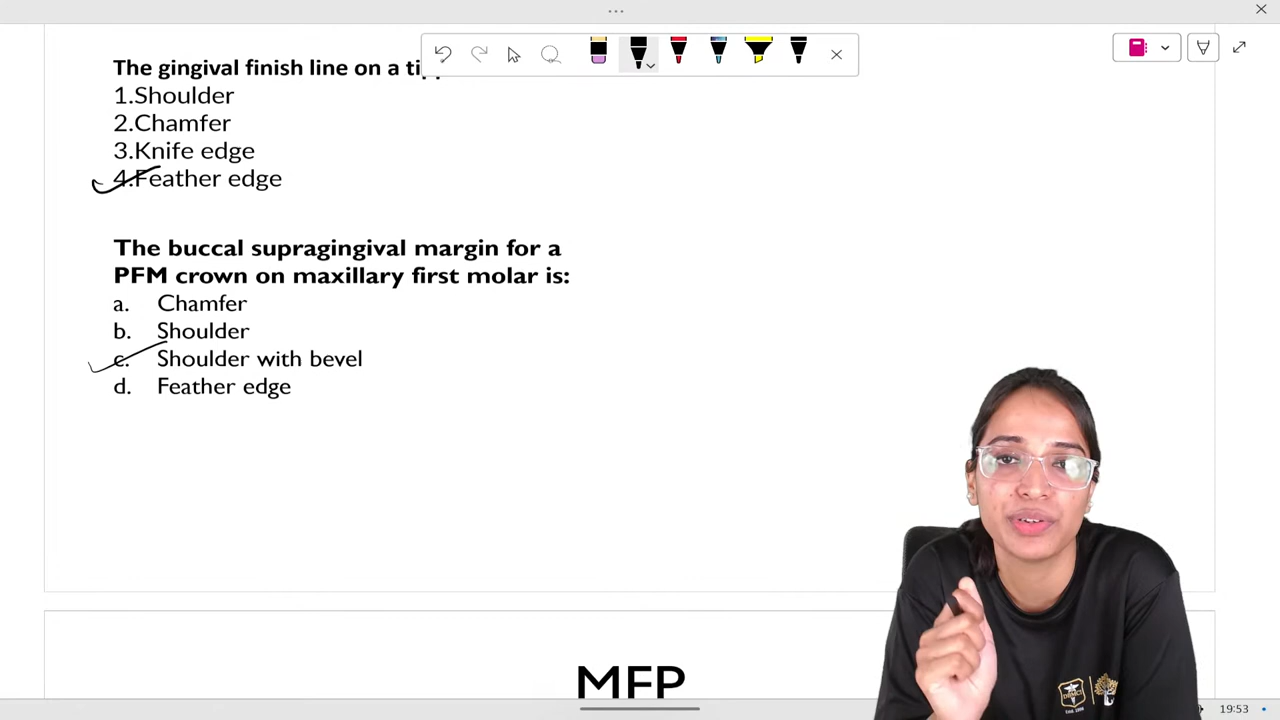 The gingival finish line on a
1.Shoulder
2.Chamfer
3.Knife edge
4.Feather edge
The buccal supragingival margin for a
PFM crown on maxillary first molar is:
a. Chamfer
b. Shoulder
c. Shoulder with bevel
d. Feather edge
MFP
19:53